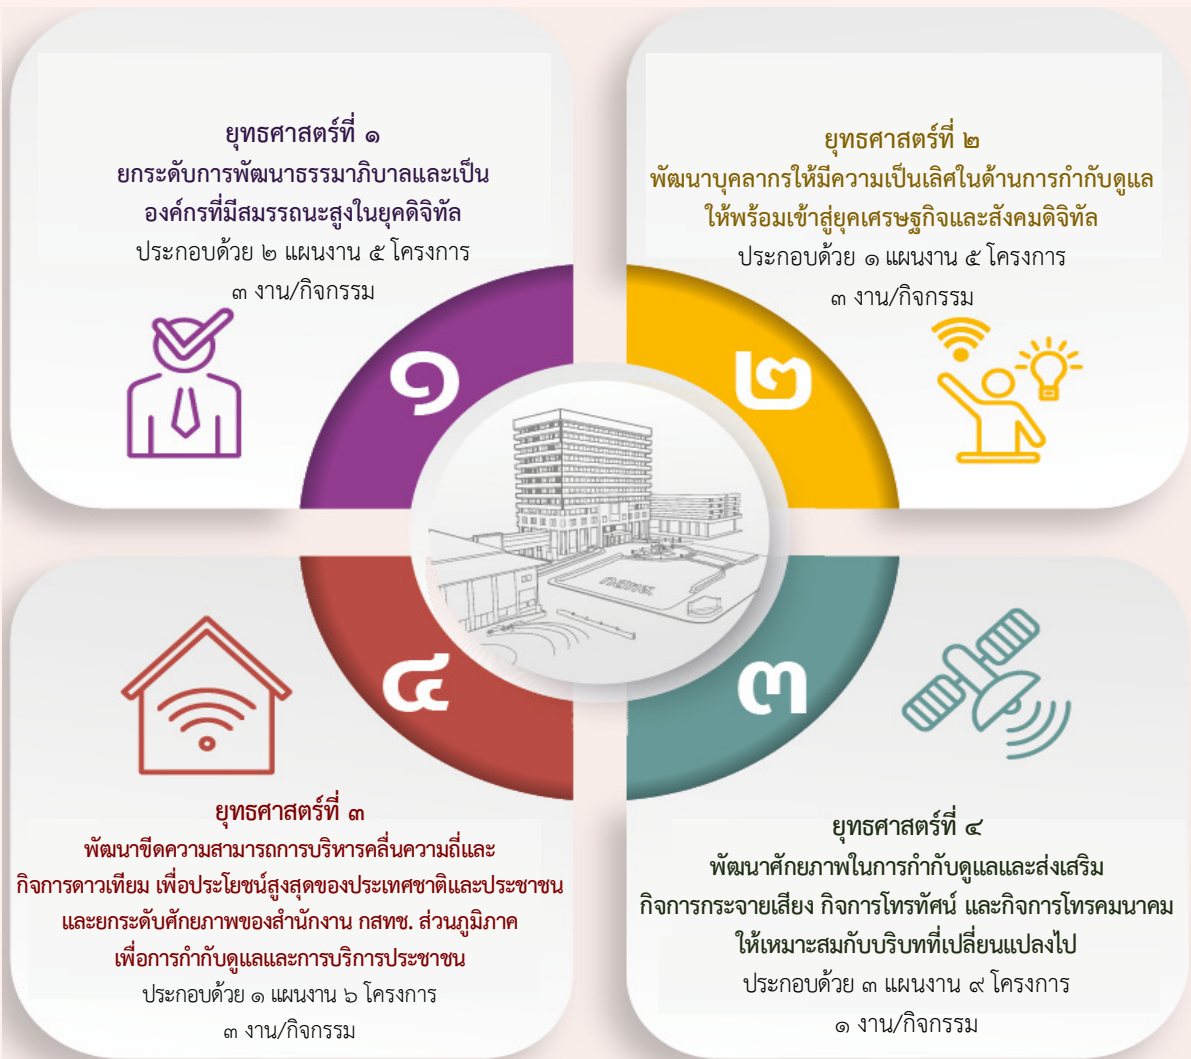 ยุทธศาสตร์ที่ ๑
ยกระดับการพัฒนาธรรมาภิบาลและเป็น
องค์กรที่มีสมรรถนะสูงในยุคดิจิทัล
ประกอบด้วย ๒ แผนงาน ๕ โครงการ
๓ งาน/กิจกรรม
๑
ยุทธศาสตร์ที่ ๒
พัฒนาบุคลากรให้มีความเป็นเลิศในด้านการกำกับดูแล
ให้พร้อมเข้าสู่ยุคเศรษฐกิจและสังคมดิจิทัล
ประกอบด้วย ๑ แผนงาน ๕ โครงการ
๓ งาน/กิจกรรม
๒
๔
ยุทธศาสตร์ที่ ๓
พัฒนาขีดความสามารถการบริหารคลื่นความถี่และ
กิจการดาวเทียม เพื่อประโยชน์สูงสุดของประเทศชาติและประชาชน
และยกระดับศักยภาพของสำนักงาน กสทช. ส่วนภูมิภาค
เพื่อการกำกับดูแลและการบริการประชาชน
ประกอบด้วย ๑ แผนงาน ๖ โครงการ
๓ งาน/กิจกรรม
๓
ยุทธศาสตร์ที่ ๔
พัฒนาศักยภาพในการกำกับดูแลและส่งเสริม
กิจการกระจายเสียง กิจการโทรทัศน์ และกิจการโทรคมนาคม
ให้เหมาะสมกับบริบทที่เปลี่ยนแปลงไป
ประกอบด้วย ๓ แผนงาน ๙ โครงการ
๑ งาน/กิจกรรม